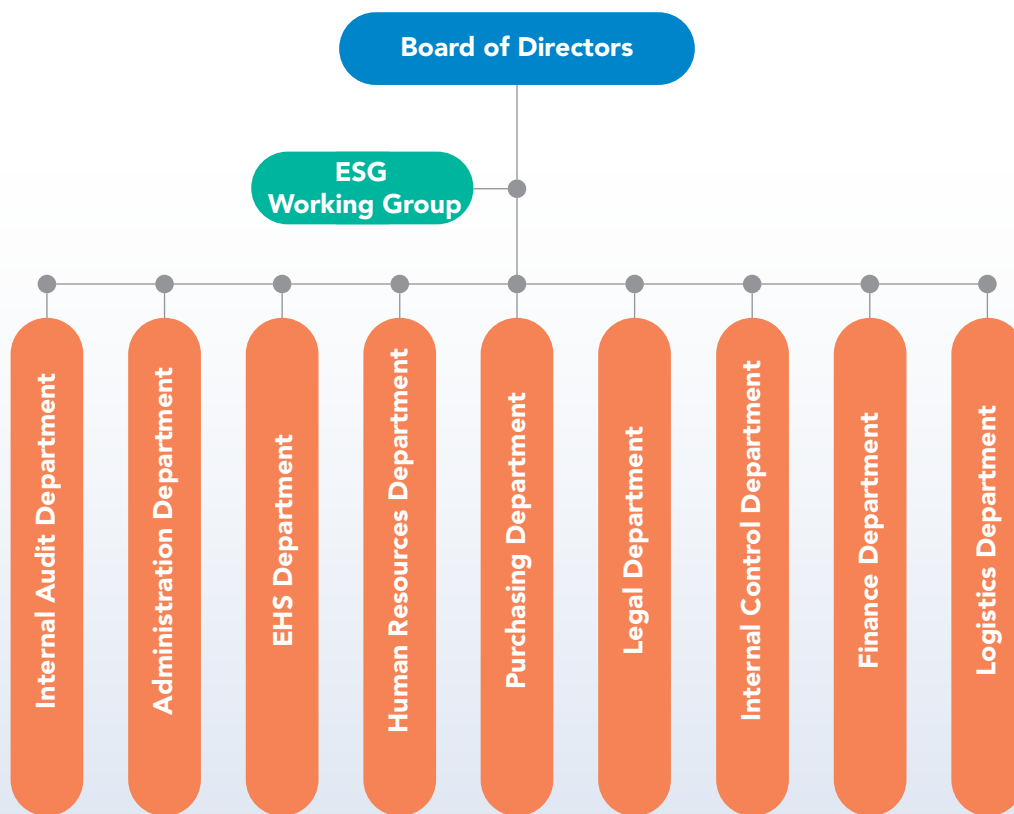 Board of Directors
ESG
Working Group
Internal Audit Department
Administration Department
EHS Department
Human Resources Department
Purchasing Department
Legal Department
Internal Control Department
Finance Department
Logistics Department